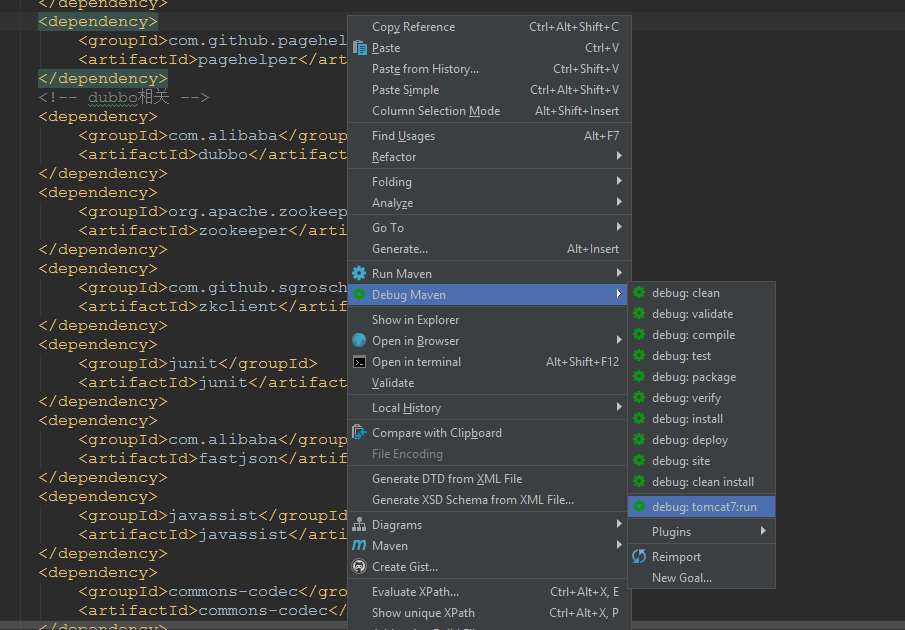 </dependency>
<dependency>
<groupId>com.github.pagehel
<artifactId>pagehelper</art
</dependency>
<!-- dubbo相关 -->
<dependency>
<groupId>com.alibaba</group
<artifactId>dubbo</artifact
</dependency>
<dependency>
<groupId>org.apache.zookeep
<artifactId>zookeeper</arti
</dependency>
<dependency>
<groupId>com.github.sgrosch
<artifactId>zkclient</artif
</dependency>
<dependency>
<groupId>junit</groupId>
<artifactId>junit</artifact
</dependency>
<dependency>
<groupId>com.alibaba</group
<artifactId>fastjson</artif
</dependency>
<dependency>
<groupId>javassist</groupId
<artifactId>javassist</arti
</dependency>
<dependency>
<groupId>commons-codec</gro
<artifactId>commons-codec</
</dependency>
Copy Reference Ctrl+Alt+Shift+C
Paste Ctrl+V
Paste from History... Ctrl+Shift+V
Paste Simple Ctrl+Alt+Shift+V
Column Selection Mode Alt+Shift+Insert
Find Usages Alt+F7
Refactor
Folding
Analyze
Go To
Generate... Alt+Insert
Run Maven
Debug Maven
Show in Explorer
Open in Browser
Open in terminal Alt+Shift+F12
Validate
Local History
Compare with Clipboard
File Encoding
Generate DTD from XML File
Generate XSD Schema from XML File...
Diagrams
Maven
Create Gist...
Evaluate XPath... Ctrl+Alt+X, E
Show unique XPath Ctrl+Alt+X, P
debug: clean
debug: validate
debug: compile
debug: test
debug: package
debug: verify
debug: install
debug: deploy
debug: site
debug: clean install
debug: tomcat7:run
Plugins
Reimport
New Goal...